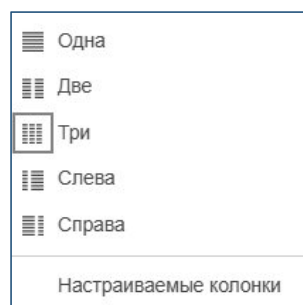 Одна
Две
Три
Слева
Справа
Настраиваемые колонки